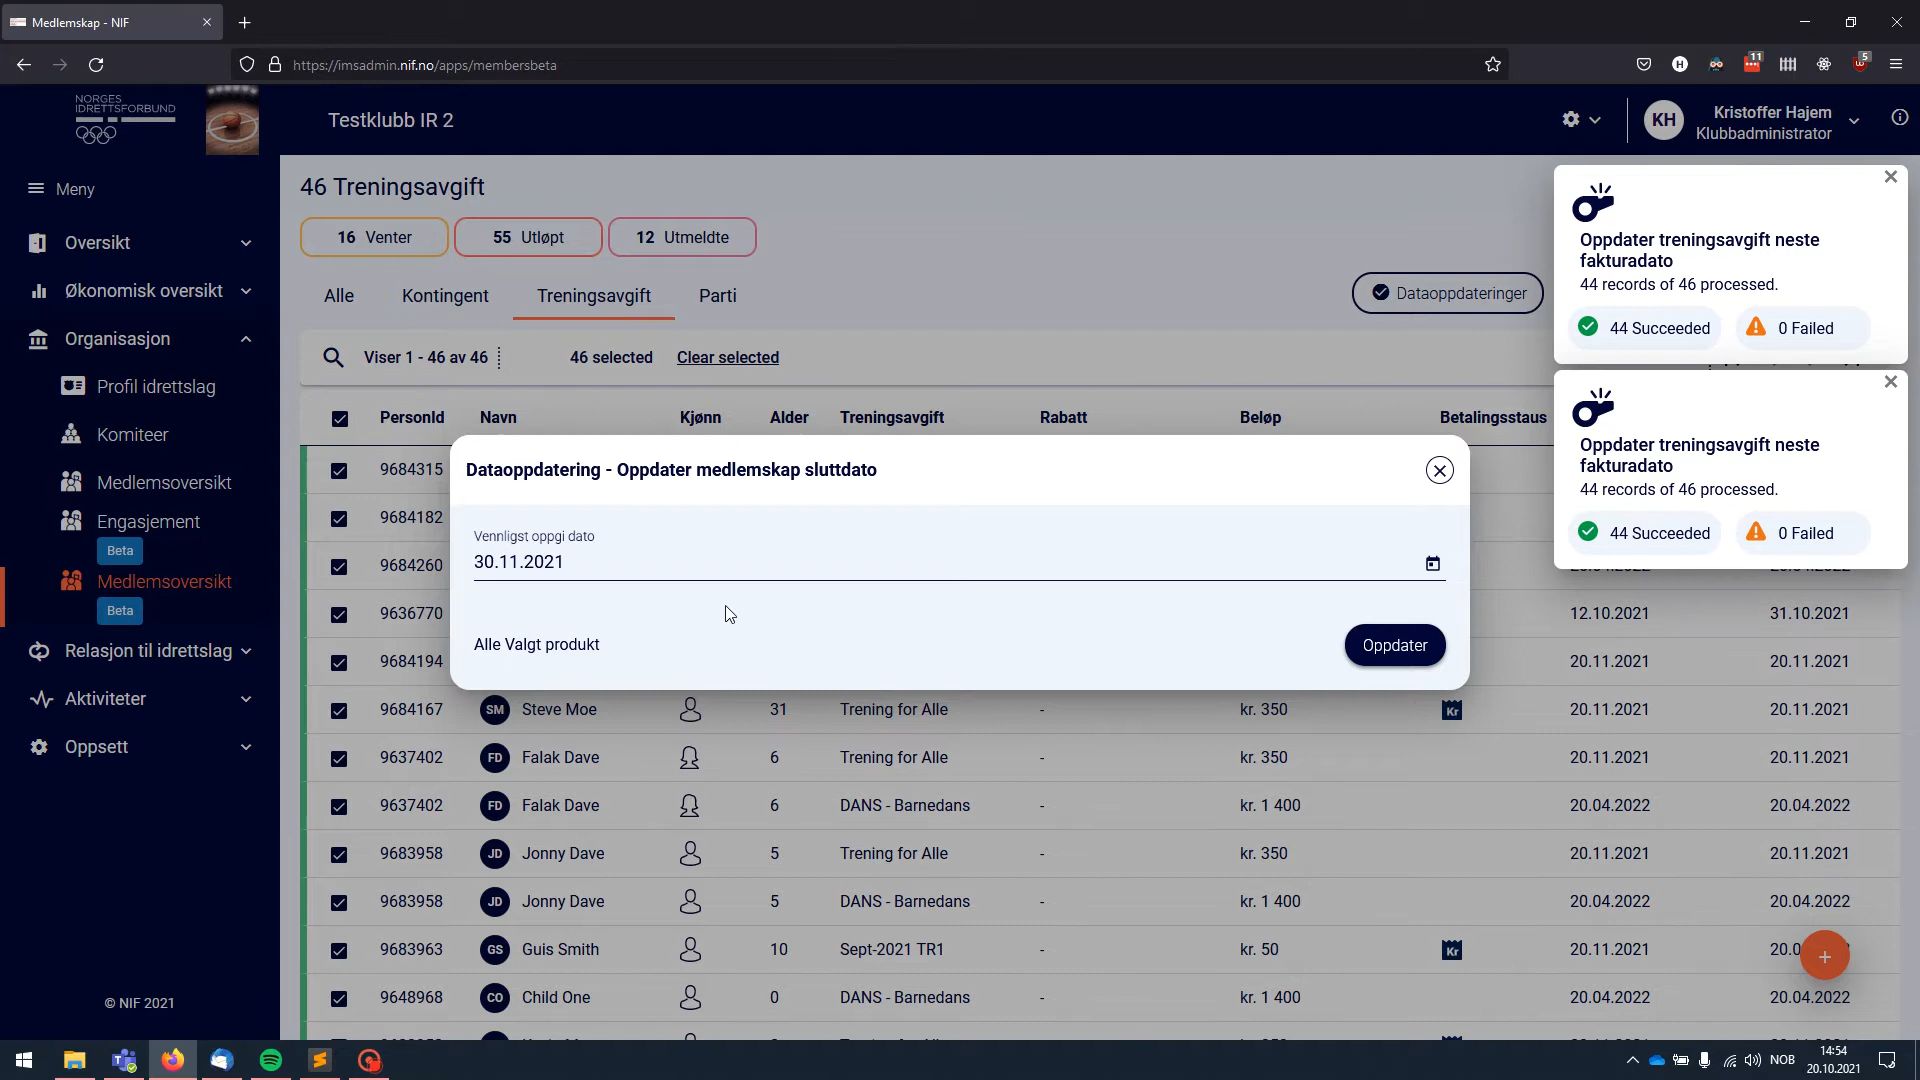 Medlemskap - NIF
https://imsadmin.nif.no/apps/membersbeta
11
5
NORGES
IDRETTSFORBUND
Testklubb IR 2
KH
Kristoffer Hajem
Klubbadministrator
Meny
Oversikt
Økonomisk oversikt
Organisasjon
Profil idrettslag
Komiteer
Medlemsoversikt
Engasjement
Beta
Medlemsoversikt
Beta
Relasjon til idrettslag
Aktiviteter
Oppsett
© NIF 2021
46 Treningsavgift
16 Venter
55 Utløpt
12 Utmeldte
Alle
Kontingent
Treningsavgift
Parti
Dataoppdateringer
Viser 1 - 46 av 46
46 selected
Clear selected
PersonId Navn Kjønn Alder Treningsavgift Rabatt Beløp Betalingsstaus
9684315
9684182
9684260
9636770 12.10.2021 31.10.2021
9684194 20.11.2021 20.11.2021
9684167 SM Steve Moe 31 Trening for Alle - kr. 350 Kr 20.11.2021 20.11.2021
9637402 FD Falak Dave 6 Trening for Alle - kr. 350 20.11.2021 20.11.2021
9637402 FD Falak Dave 6 DANS - Barnedans - kr. 1 400 20.04.2022 20.04.2022
9683958 JD Jonny Dave 5 Trening for Alle - kr. 350 20.11.2021 20.11.2021
9683958 JD Jonny Dave 5 DANS - Barnedans - kr. 1 400 20.04.2022 20.04.2022
9683963 GS Guis Smith 10 Sept-2021 TR1 - kr. 50 Kr 20.11.2021
9648968 CO Child One 0 DANS - Barnedans - kr. 1 400 20.04.2022 20.04.2022
Dataoppdatering - Oppdater medlemskap sluttdato
Vennligst oppgi dato
30.11.2021
Alle Valgt produkt
Oppdater
Oppdater treningsavgift neste
fakturadato
44 records of 46 processed.
44 Succeeded
0 Failed
Oppdater treningsavgift neste
fakturadato
44 records of 46 processed.
44 Succeeded
0 Failed
NOB
14:54
20.10.2021